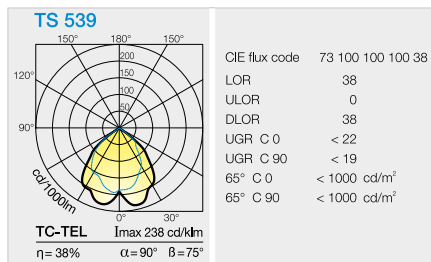 TS 539
150° 180° 150°
200
150
100
50
120°
90°
cd/1000lm
0° 30°
TC-TEL Imax 238 cd/klm
η= 38% α=90° ß=75°
CIE flux code 73 100 100 100 38
LOR 38
ULOR 0
DLOR 38
UGR C 0 < 22
UGR C 90 < 19
65° C 0 < 1000 cd/m²
65° C 90 < 1000 cd/m²